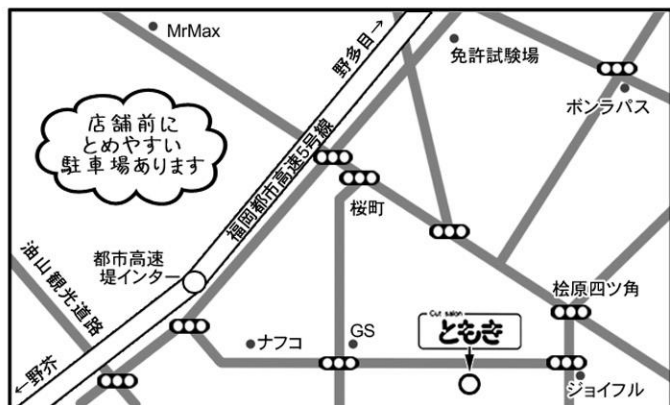 MrMax
野多目→
免許試験場
ボンラパス
店舗前に
とめやすい
駐車場あります
福岡都市高速5号線
桜町
油山観光道路
都市高速
堤インター
桧原四ツ角
Cut salon
ともき
ナフコ
GS
←野芥
ジョイフル